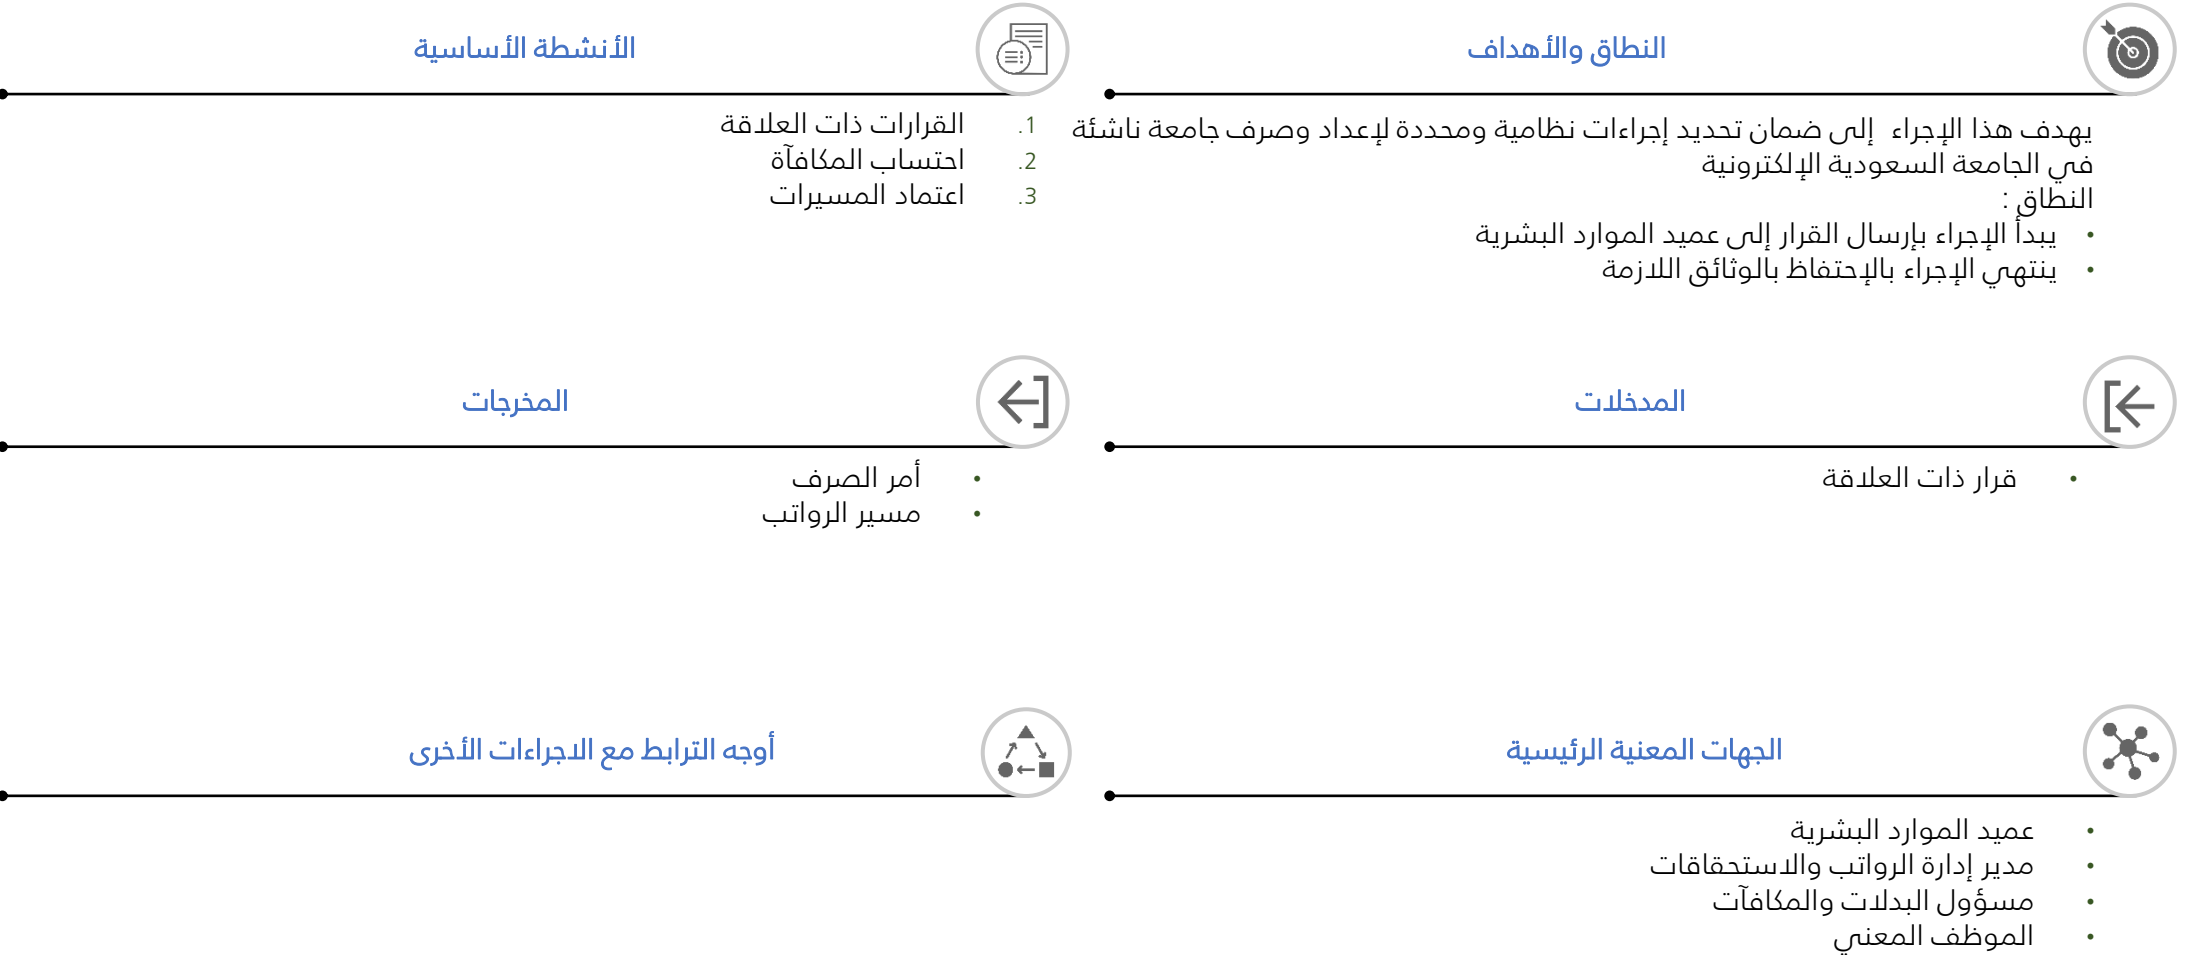 النطاق والأهداف
يهدف هذا الإجراء إلى ضمان تحديد إجراءات نظامية ومحددة لإعداد وصرف جامعة ناشئة
في الجامعة السعودية الإلكترونية
النطاق :
• يبدأ الإجراء بإرسال القرار إلى عميد الموارد البشرية
• ينتهي الإجراء بالإحتفاظ بالوثائق اللازمة
الأنشطة الأساسية
1. القرارات ذات العلاقة
2. احتساب المكافآة
3. اعتماد المسيرات
المدخلات
• قرار ذات العلاقة
المخرجات
• أمر الصرف
• مسير الرواتب
الجهات المعنية الرئيسية
• عميد الموارد البشرية
• مدير إدارة الرواتب والاستحقاقات
• مسؤول البدلات والمكافآت
• الموظف المعني
أوجه الترابط مع الاجراءات الأخرى